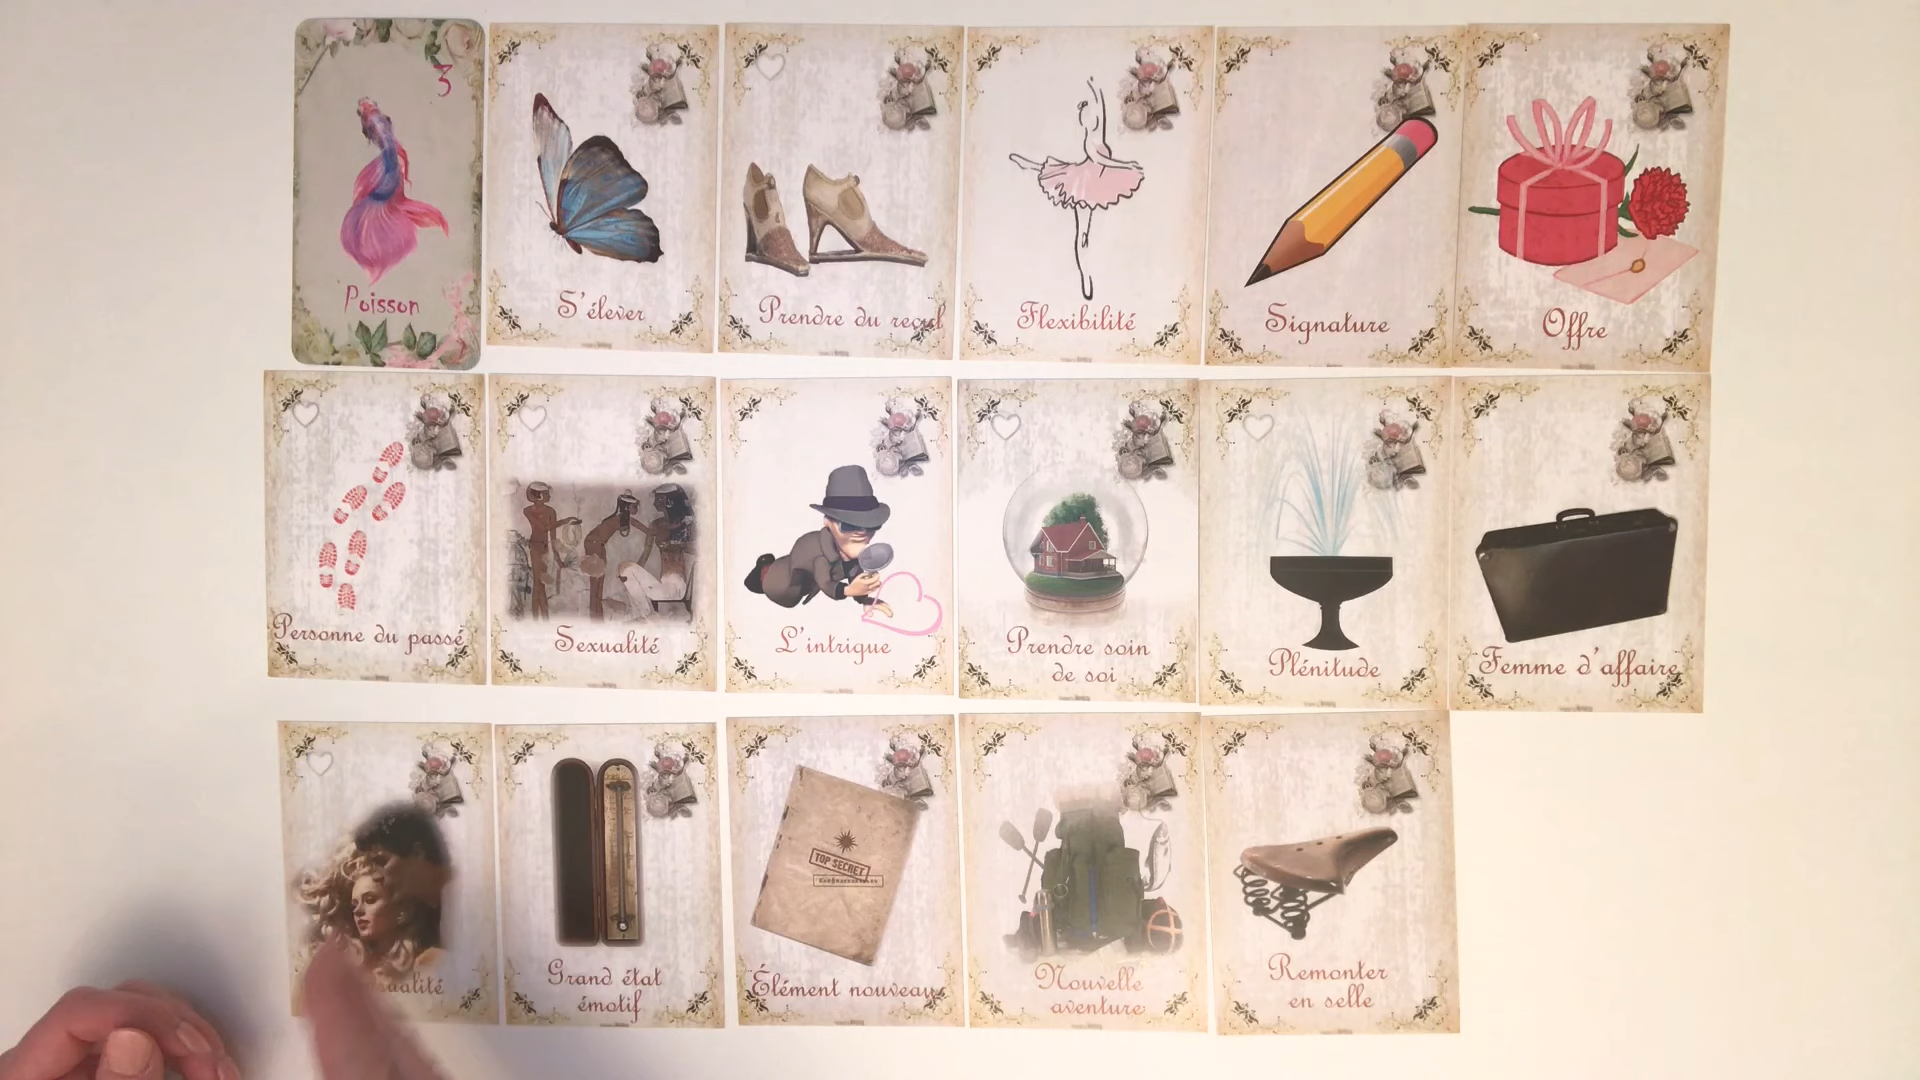 3
Poisson
S'élever
Prendre du recul
Flexibilité
Signature
Offre
Personne du passé
Sexualité
L'intrigue
Prendre soin
de soi
Plénitude
Femme d'affaire
sualité
Grand état
émotif
TOP SECRET
Élément nouveau
Nouvelle
aventure
Remonter
en selle